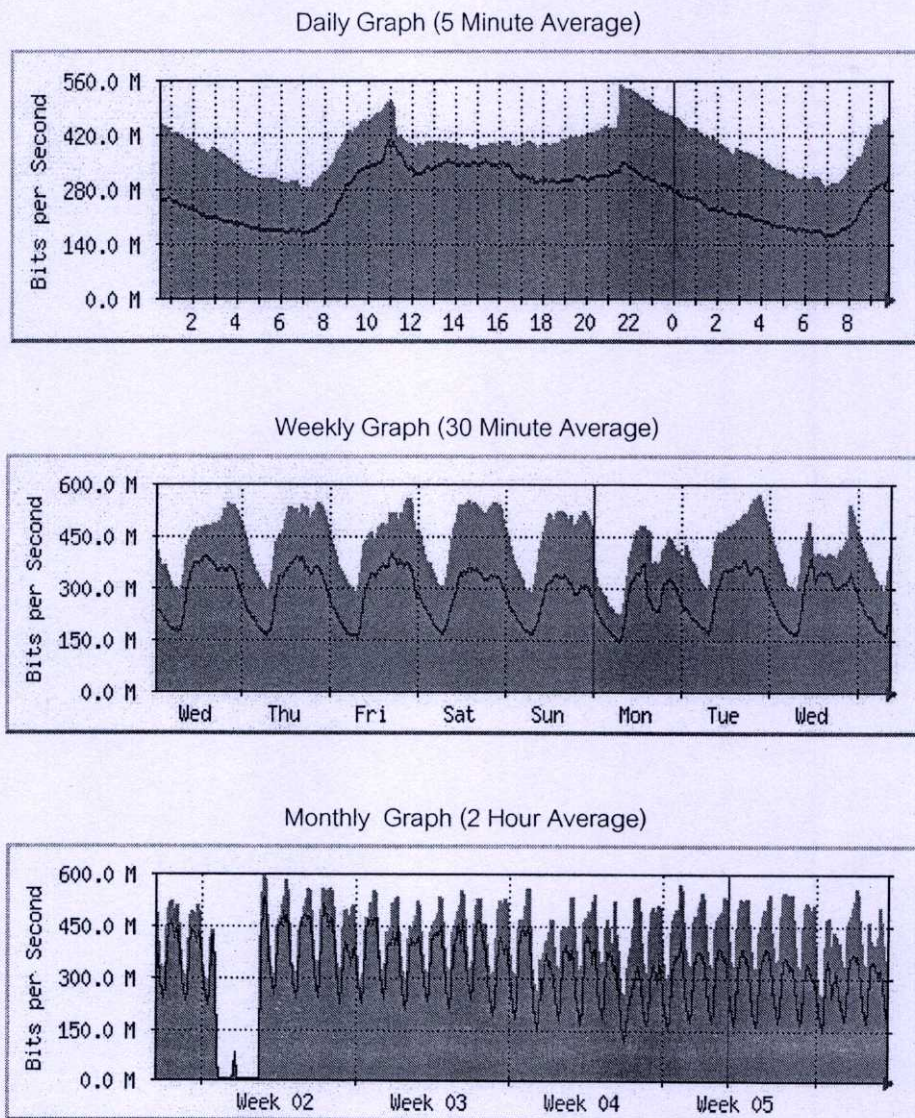 Daily Graph (5 Minute Average)
Bits per Second
560.0 M
420.0 M
280.0 M
140.0 M
0.0 M
2 4 6 8 10 12 14 16 18 20 22 0 2 4 6 8
Weekly Graph (30 Minute Average)
Bits per Second
600.0 M
450.0 M
300.0 M
150.0 M
0.0 M
Wed Thu Fri Sat Sun Mon Tue Wed
Monthly Graph (2 Hour Average)
Bits per Second
600.0 M
450.0 M
300.0 M
150.0 M
0.0 M
Week 02 Week 03 Week 04 Week 05